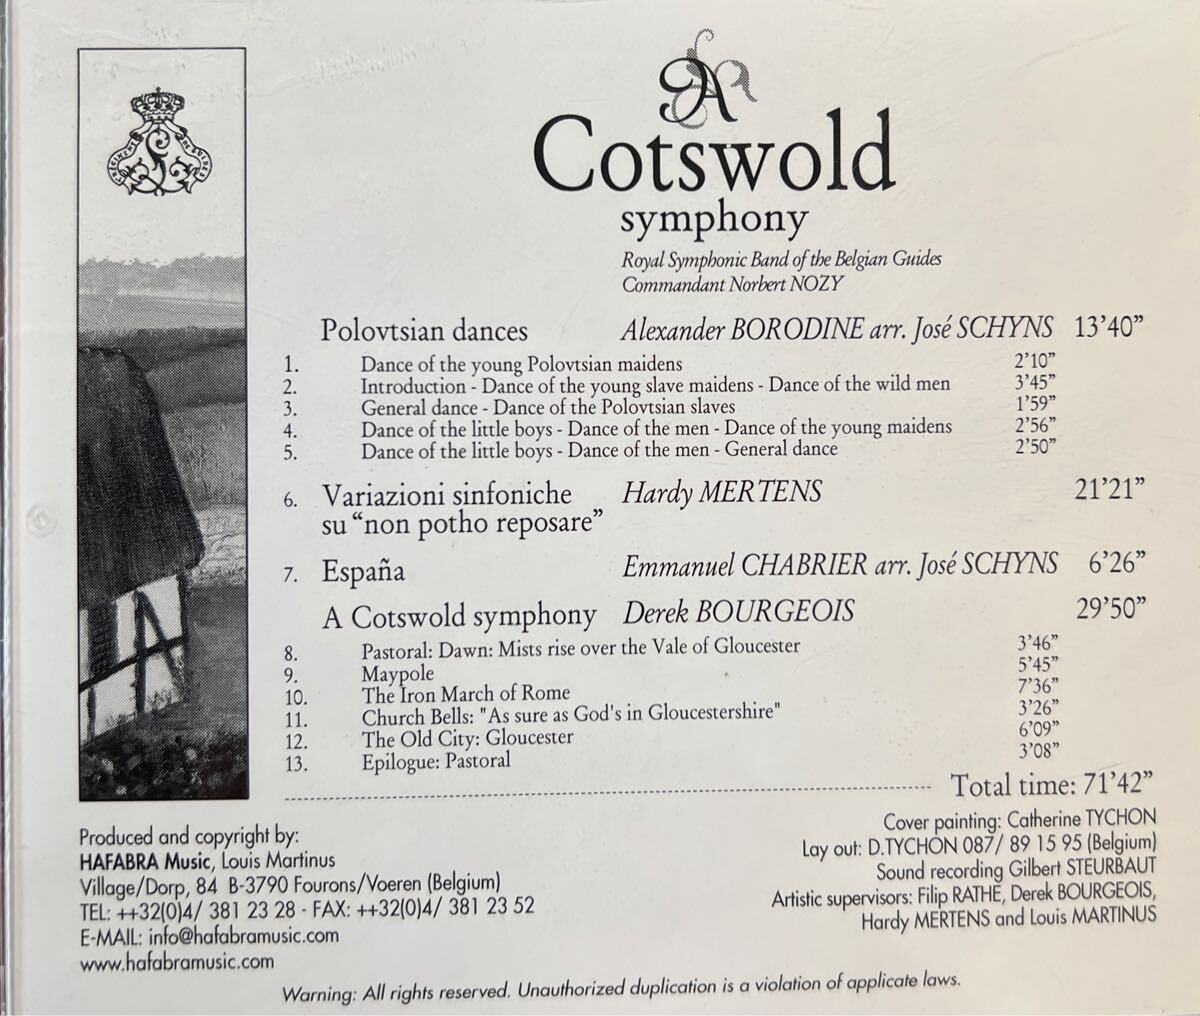 A
Cotswold
symphony
Royal Symphonic Band of the Belgian Guides
Commandant Norbert NOZY
Polovtsian dances Alexander BORODINE arr. José SCHYNS 13’40”
1. Dance of the young Polovtsian maidens 2’10”
2. Introduction - Dance of the young slave maidens - Dance of the wild men 3’45”
3. General dance - Dance of the Polovtsian slaves 1’59”
4. Dance of the little boys - Dance of the men - Dance of the young maidens 2’56”
5. Dance of the little boys - Dance of the men - General dance 2’50”
6. Variazioni sinfoniche Hardy MERTENS 21’21”
su “non potho reposare”
7. España Emmanuel CHABRIER arr. José SCHYNS 6’26”
A Cotswold symphony Derek BOURGEOIS 29’50”
8. Pastoral: Dawn: Mists rise over the Vale of Gloucester 3’46”
9. Maypole 5’45”
10. The Iron March of Rome 7’36”
11. Church Bells: "As sure as God's in Gloucestershire" 3’26”
12. The Old City: Gloucester 6’09”
13. Epilogue: Pastoral 3’08”
Total time: 71’42”
Produced and copyright by:
HAFABRA Music, Louis Martinus
Village/Dorp, 84 B-3790 Fourons/Voeren (Belgium)
TEL: ++32(0)4/ 381 23 28 - FAX: ++32(0)4/ 381 23 52
E-MAIL: info@hafabramusic.com
www.hafabramusic.com
Cover painting: Catherine TYCHON
Lay out: D.TYCHON 087/ 89 15 95 (Belgium)
Sound recording Gilbert STEURBAUT
Artistic supervisors: Filip RATHE, Derek BOURGEOIS,
Hardy MERTENS and Louis MARTINUS
Warning: All rights reserved. Unauthorized duplication is a violation of applicate laws.